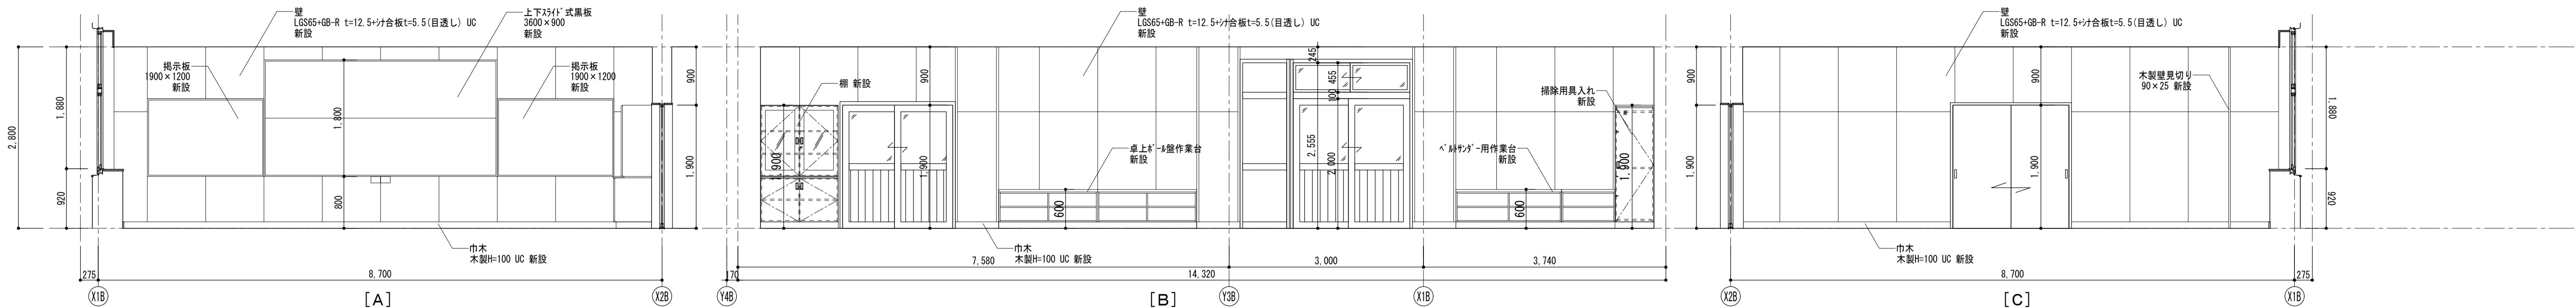 壁
LGS65+GB-R t=12.5+シナ合板t=5.5(目透し) UC
新設
上下スライド式黒板
3600×900
新設
掲示板
1900×1200
新設
掲示板
1900×1200
新設
2,800
1,880
920
1,800
800
900
1,900
巾木
木製H=100 UC 新設
275
8,700
X1B
[A]
X2B
壁
LGS65+GB-R t=12.5+シナ合板t=5.5(目透し) UC
新設
棚 新設
1,900
900
1,900
卓上ボール盤作業台
新設
600
245
455
100
2,555
2,000
ベルトサンダー用作業台
新設
600
掃除用具入れ
新設
1,900
巾木
木製H=100 UC 新設
7,580
3,000
3,740
170
14,320
Y4B
[B]
Y3B
X1B
壁
LGS65+GB-R t=12.5+シナ合板t=5.5(目透し) UC
新設
900
1,900
900
1,900
木製壁見切り
90×25 新設
1,880
920
巾木
木製H=100 UC 新設
8,700
275
X2B
[C]
X1B